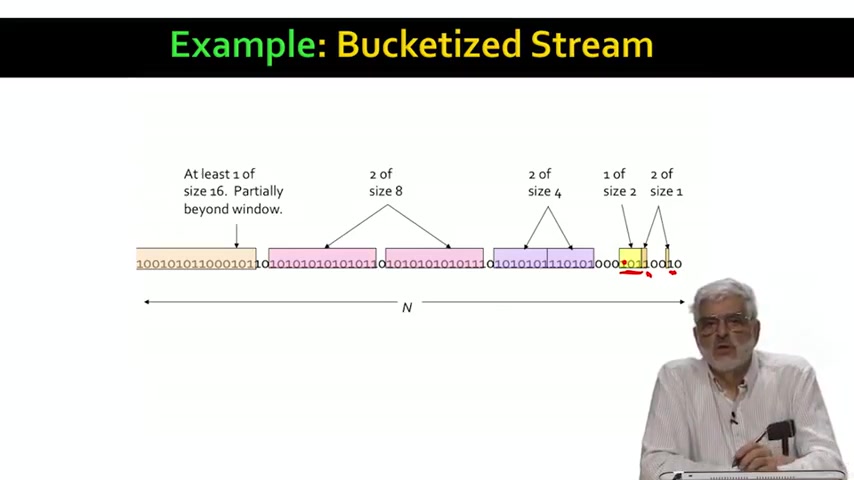 Example: Bucketized Stream
At least 1 of
size 16. Partially
beyond window.
2 of
size 8
2 of
size 4
1 of
size 2
2 of
size 1
1001010110001011010101010101011010101010101110101010111010100010110010
N